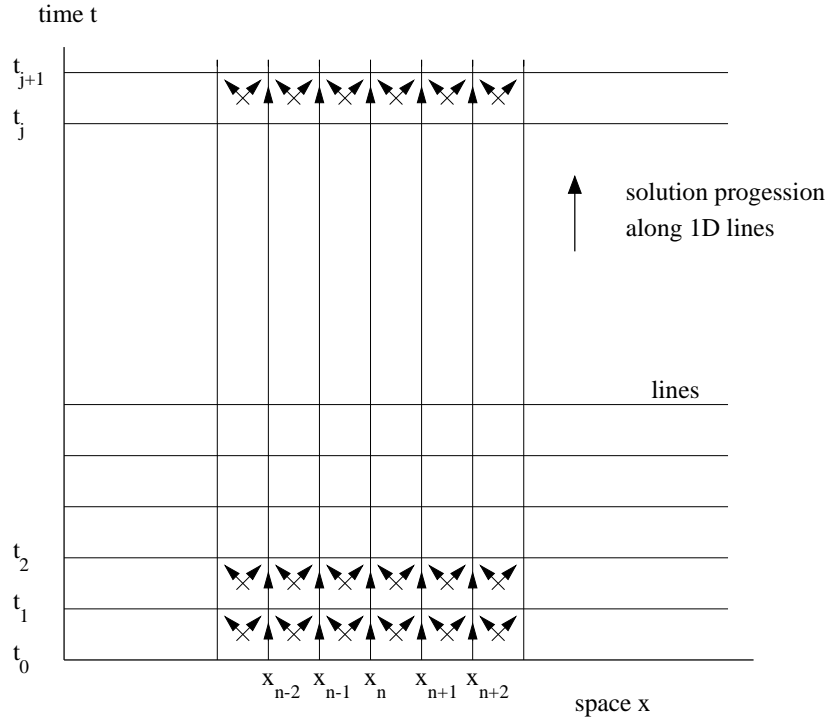 time t
t_{j+1}
t_j
solution progession
along 1D lines
lines
t_2
t_1
t_0
x_{n-2} x_{n-1} x_n x_{n+1} x_{n+2}
space x